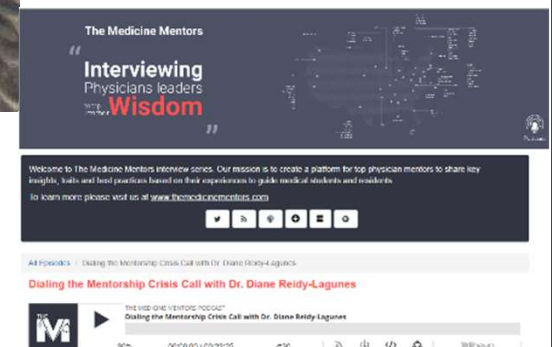 The Medicine Mentors
“
Interviewing
Physicians leaders
Wisdom
”
Welcome to The Medicine Mentors interview series. Our mission is to create a platform for top physician mentors to share key
insights, traits and best practices based on their experiences to guide medical students and residents
To learn more please visit us at www.themedicinementors.com
All Episodes / Dialing the Mentorship Crisis Call with Dr. Diane Reidy-Lagunes
Dialing the Mentorship Crisis Call with Dr. Diane Reidy-Lagunes
THE MEDICINE MENTORS PODCAST
Dialing the Mentorship Crisis Call with Dr. Diane Reidy-Lagunes
THE
M